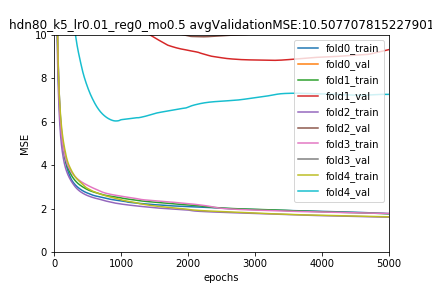 hdn80_k5_lr0.01_reg0_mo0.5 avgValidationMSE:10.507707815227901
10
8
6
4
2
0
MSE
0
1000
2000
3000
4000
5000
epochs
fold0_train
fold0_val
fold1_train
fold1_val
fold2_train
fold2_val
fold3_train
fold3_val
fold4_train
fold4_val